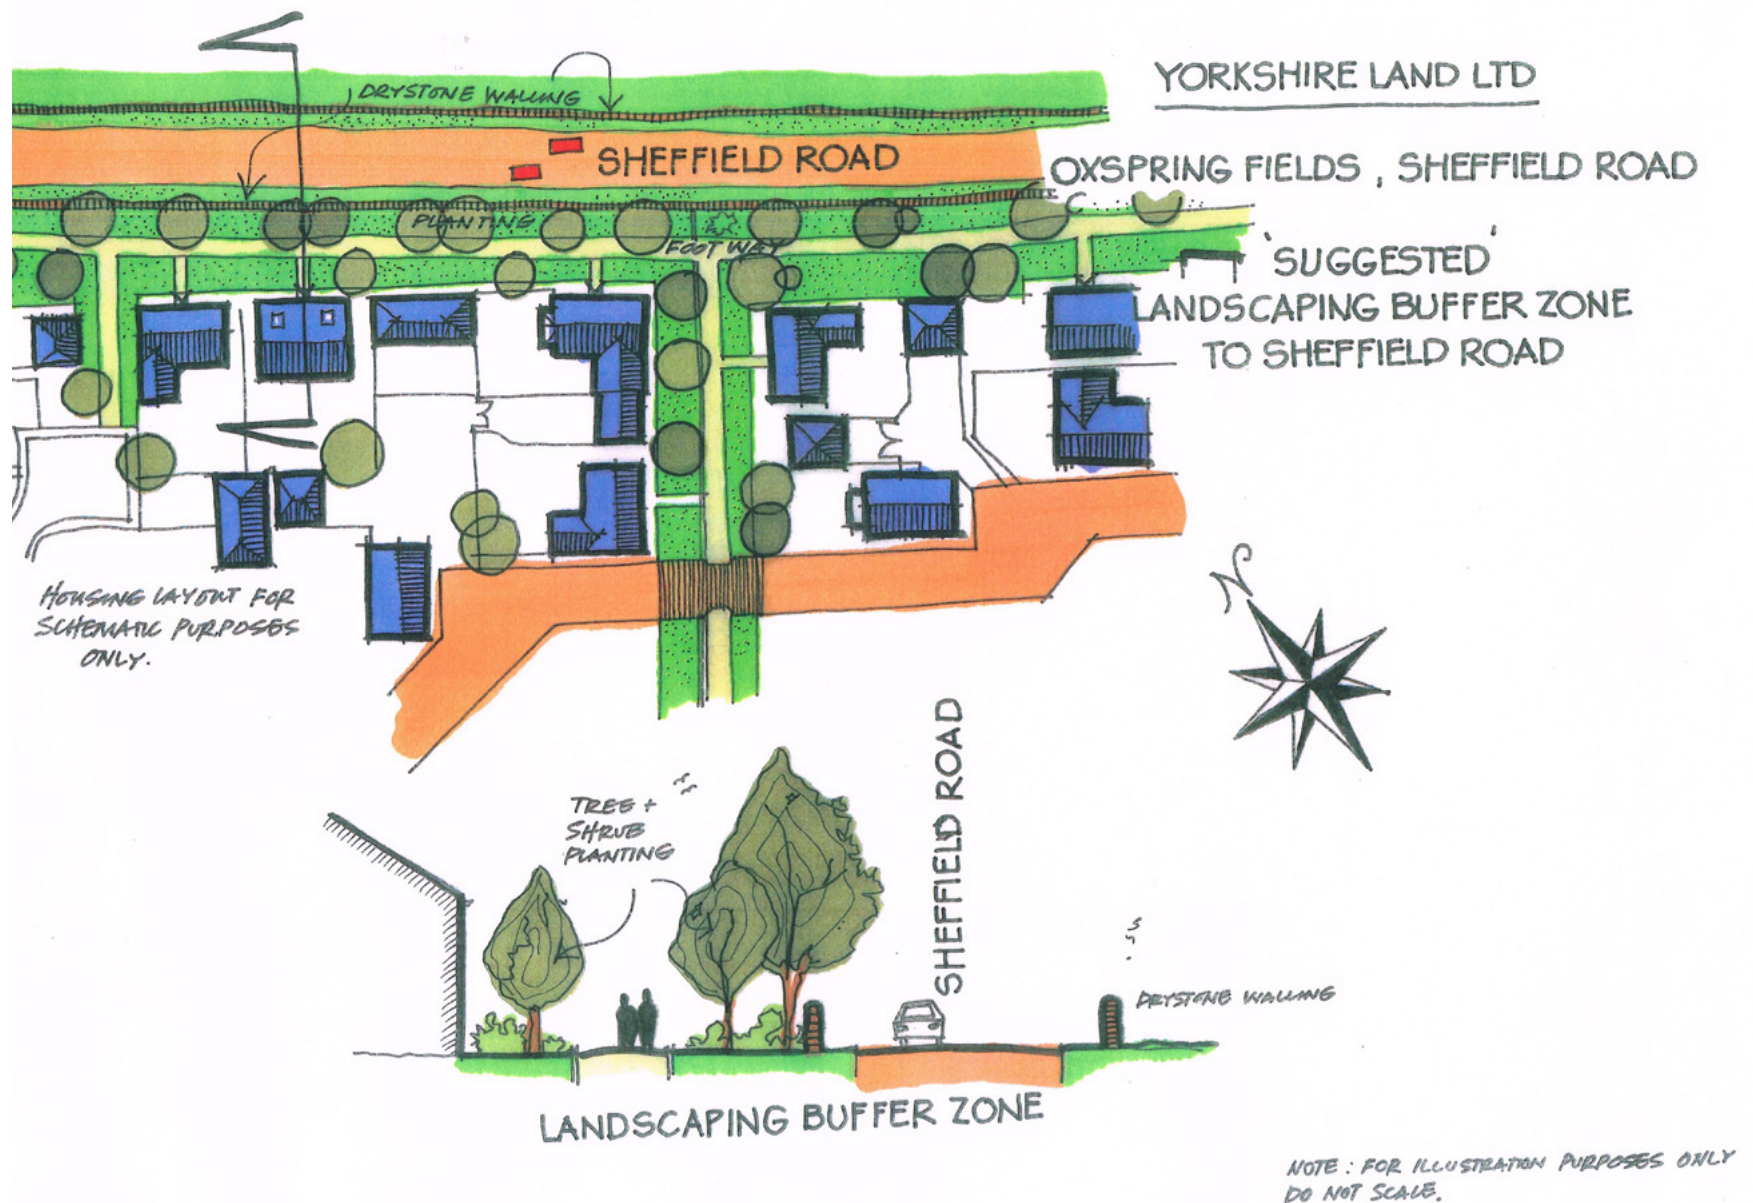 YORKSHIRE LAND LTD
DRYSTONE WALLING
SHEFFIELD ROAD
OXSPRING FIELDS , SHEFFIELD ROAD
PLANTING
FOOTWAY
'SUGGESTED'
LANDSCAPING BUFFER ZONE
TO SHEFFIELD ROAD
HOUSING LAYOUT FOR
SCHEMATIC PURPOSES
ONLY.
N
TREE +
SHRUB
PLANTING
SHEFFIELD ROAD
DRYSTONE WALLING
LANDSCAPING BUFFER ZONE
NOTE : FOR ILLUSTRATION PURPOSES ONLY
DO NOT SCALE.